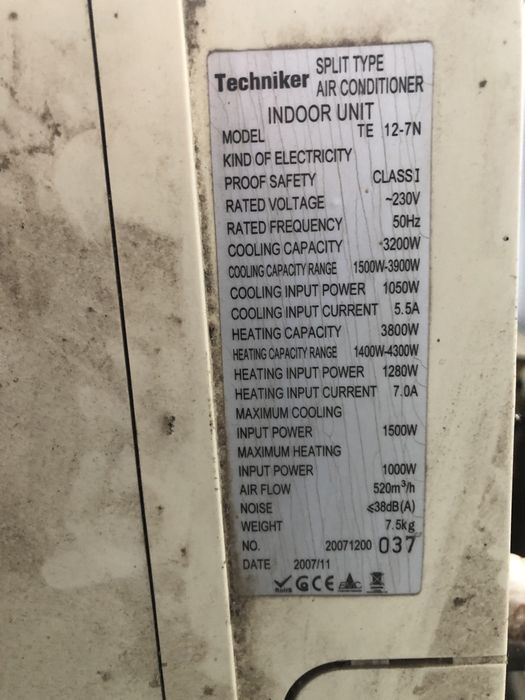 Techniker SPLIT TYPE
AIR CONDITIONER
INDOOR UNIT
MODEL TE 12-7N
KIND OF ELECTRICITY
PROOF SAFETY CLASS I
RATED VOLTAGE ~230V
RATED FREQUENCY 50Hz
COOLING CAPACITY 3200W
COOLING CAPACITY RANGE 1500W-3900W
COOLING INPUT POWER 1050W
COOLING INPUT CURRENT 5.5A
HEATING CAPACITY 3800W
HEATING CAPACITY RANGE 1400W-4300W
HEATING INPUT POWER 1280W
HEATING INPUT CURRENT 7.0A
MAXIMUM COOLING
INPUT POWER 1500W
MAXIMUM HEATING
INPUT POWER 1000W
AIR FLOW 520m³/h
NOISE ≤38dB(A)
WEIGHT 7.5kg
NO. 20071200 037
DATE 2007/11
RoHS CE